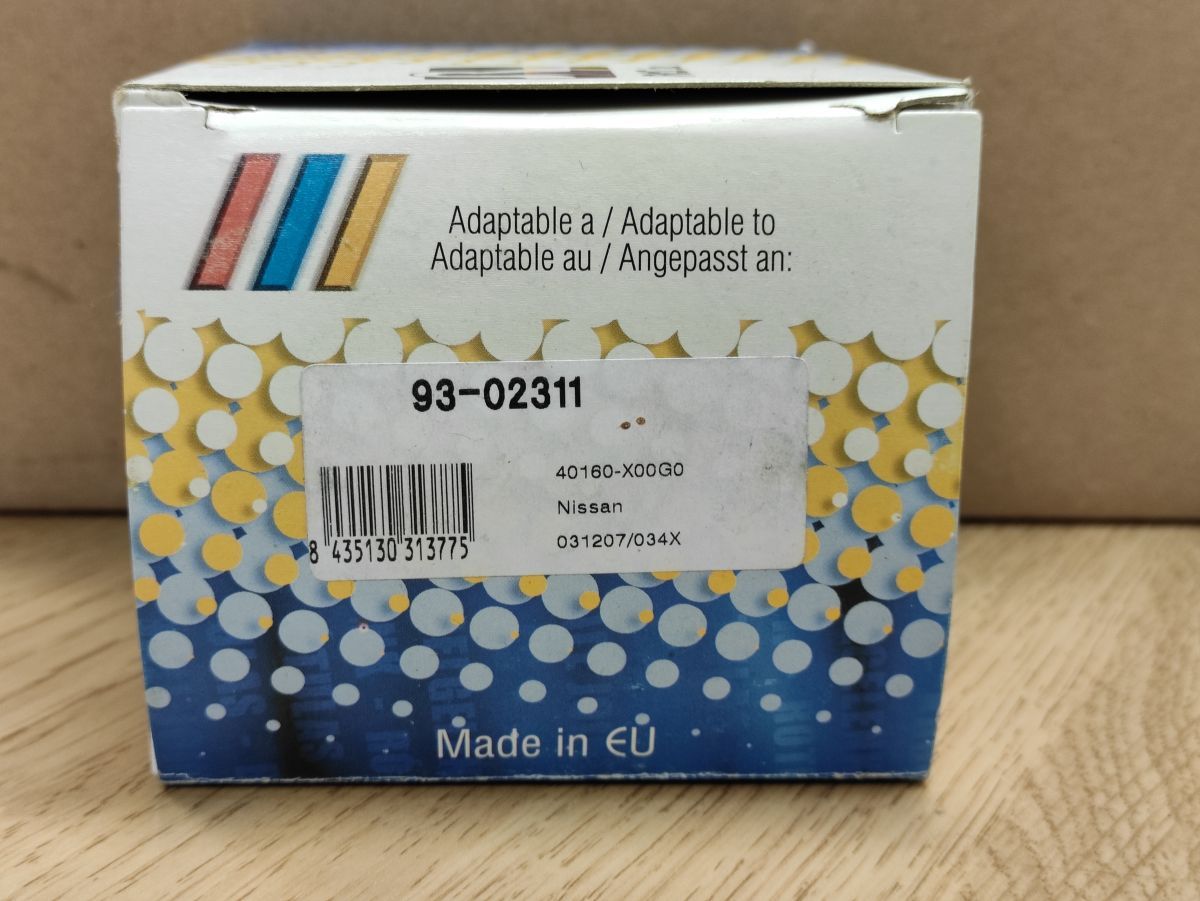 Adaptable a / Adaptable to
Adaptable au / Angepasst an:
93-02311
40160-X00G0
Nissan
031207/034X
8 435130 313775
Made in EU